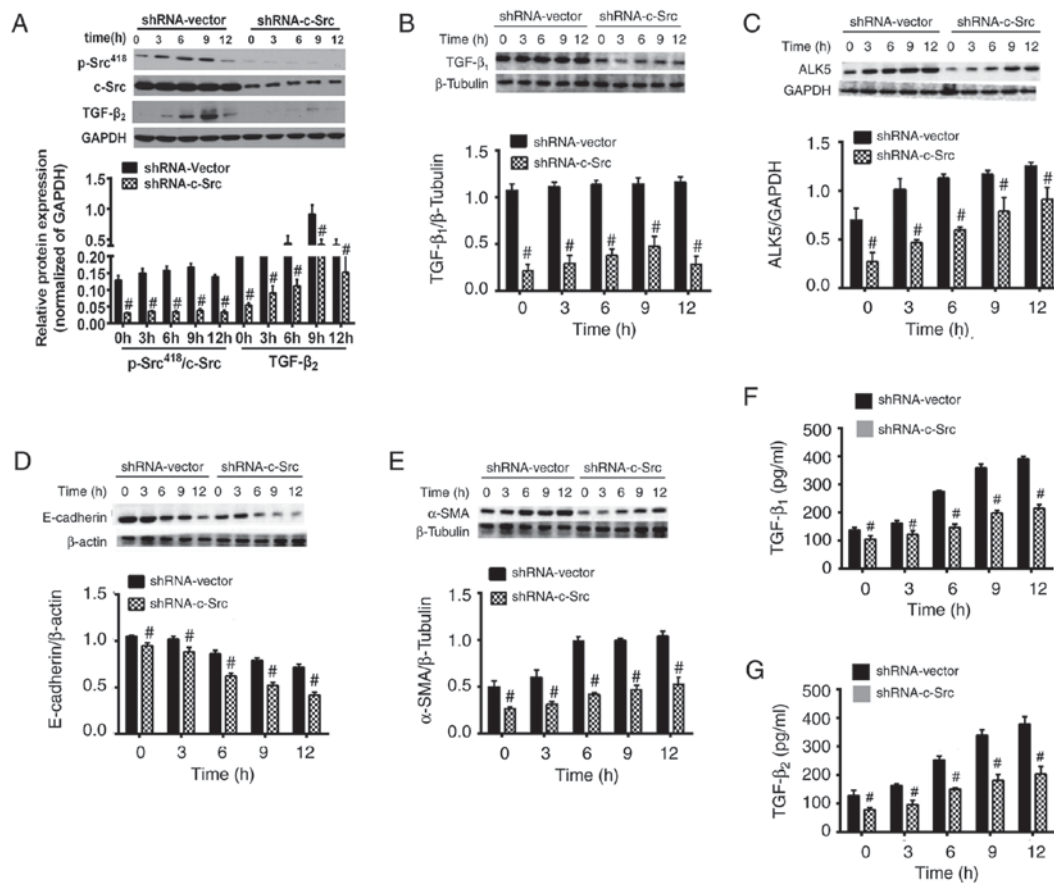 A
shRNA-vector shRNA-c-Src
time(h) 0 3 6 9 12 0 3 6 9 12
p-Src418
c-Src
TGF-β2
GAPDH
shRNA-Vector
shRNA-c-Src
Relative protein expression
(normalized of GAPDH)
1.5
1.0
0.5
0.20
0.15
0.10
0.05
0.00
# # # # # # # # # #
0h 3h 6h 9h 12h 0h 3h 6h 9h 12h
p-Src418/c-Src TGF-β2
B
shRNA-vector shRNA-c-Src
Time (h) 0 3 6 9 12 0 3 6 9 12
TGF-β1
β-Tubulin
shRNA-vector
shRNA-c-Src
TGF-β1/β-Tubulin
2.0
1.5
1.0
0.5
0.0
# # # # #
0 3 6 9 12
Time (h)
C
shRNA-vector shRNA-c-Src
Time (h) 0 3 6 9 12 0 3 6 9 12
ALK5
GAPDH
shRNA-vector
shRNA-c-Src
ALK5/GAPDH
1.5
1.0
0.5
0.0
# # # # #
0 3 6 9 12
Time (h)
D
shRNA-vector shRNA-c-Src
Time (h) 0 3 6 9 12 0 3 6 9 12
E-cadherin
β-actin
shRNA-vector
shRNA-c-Src
E-cadherin/β-actin
1.5
1.0
0.5
0.0
# # # # #
0 3 6 9 12
Time (h)
E
shRNA-vector shRNA-c-Src
Time (h) 0 3 6 9 12 0 3 6 9 12
α-SMA
β-Tubulin
shRNA-vector
shRNA-c-Src
α-SMA/β-Tubulin
1.5
1.0
0.5
0.0
# # # # #
0 3 6 9 12
Time (h)
F
shRNA-vector
shRNA-c-Src
TGF-β1 (pg/ml)
500
400
300
200
100
0
# # # # #
0 3 6 9 12
Time (h)
G
shRNA-vector
shRNA-c-Src
TGF-β2 (pg/ml)
500
400
300
200
100
0
# # # # #
0 3 6 9 12
Time (h)